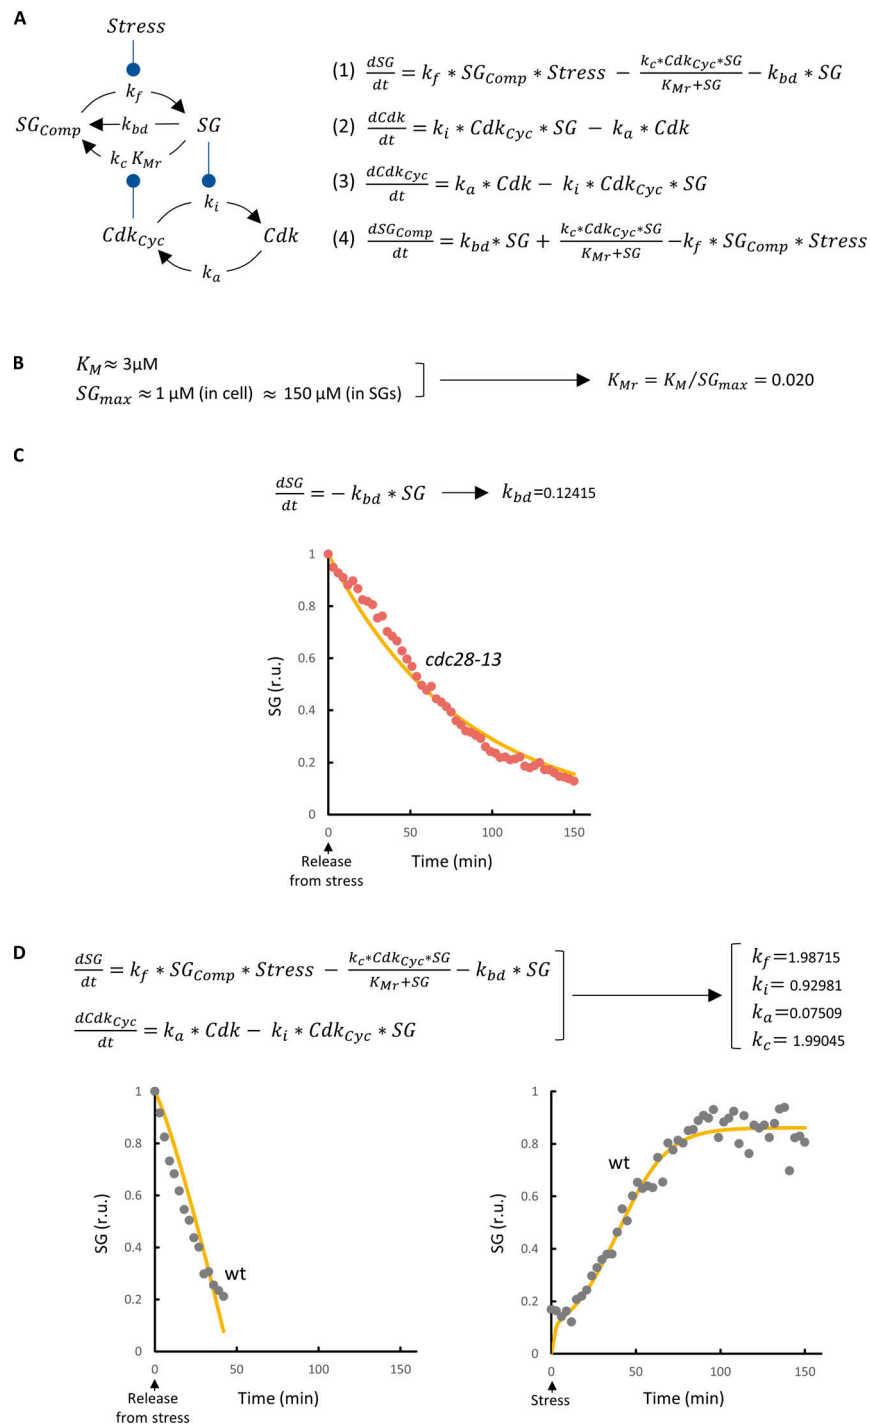 A
Stress
k_f
SG_Comp
k_bd
SG
k_c K_Mr
k_i
Cdk_Cyc
Cdk
k_a
(1) dSG/dt = k_f * SG_Comp * Stress − k_c*Cdk_Cyc*SG/K_Mr+SG − k_bd * SG
(2) dCdk/dt = k_i * Cdk_Cyc * SG − k_a * Cdk
(3) dCdk_Cyc/dt = k_a * Cdk − k_i * Cdk_Cyc * SG
(4) dSG_Comp/dt = k_bd * SG + k_c*Cdk_Cyc*SG/K_Mr+SG − k_f * SG_Comp * Stress
B
K_M ≈ 3µM
SG_max ≈ 1 µM (in cell) ≈ 150 µM (in SGs)
K_Mr = K_M/SG_max = 0.020
C
dSG/dt = − k_bd * SG
k_bd=0.12415
1
0.8
0.6
0.4
0.2
0
SG (r.u.)
cdc28-13
0 50 100 150
Release
from stress
Time (min)
D
dSG/dt = k_f * SG_Comp * Stress − k_c*Cdk_Cyc*SG/K_Mr+SG − k_bd * SG
dCdk_Cyc/dt = k_a * Cdk − k_i * Cdk_Cyc * SG
k_f=1.98715
k_i= 0.92981
k_a=0.07509
k_c= 1.99045
1
0.8
0.6
0.4
0.2
0
SG (r.u.)
wt
0 50 100 150
Release
from stress
Time (min)
1
0.8
0.6
0.4
0.2
0
SG (r.u.)
wt
0 50 100 150
Stress
Time (min)